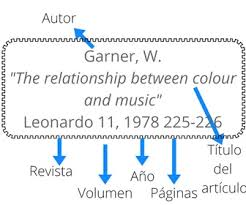 Autor
Garner, W.
"The relationship between colour
and music"
Leonardo 11, 1978 225-226
Título
del
artículo
Revista
Año
Volumen
Páginas